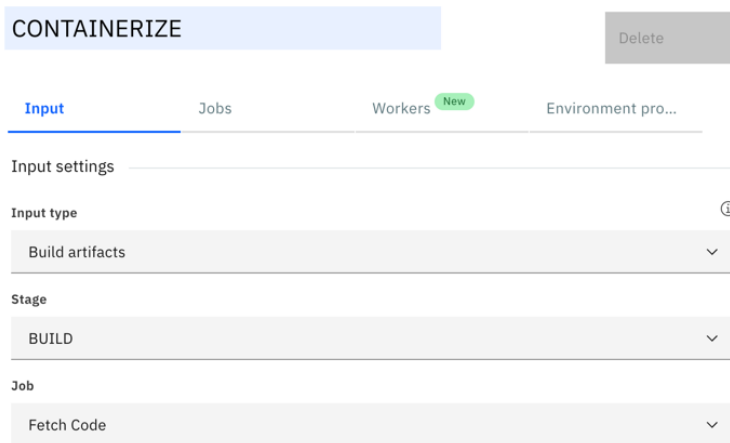 CONTAINERIZE
Delete
Input Jobs Workers New Environment pro...
Input settings
Input type
Build artifacts
Stage
BUILD
Job
Fetch Code